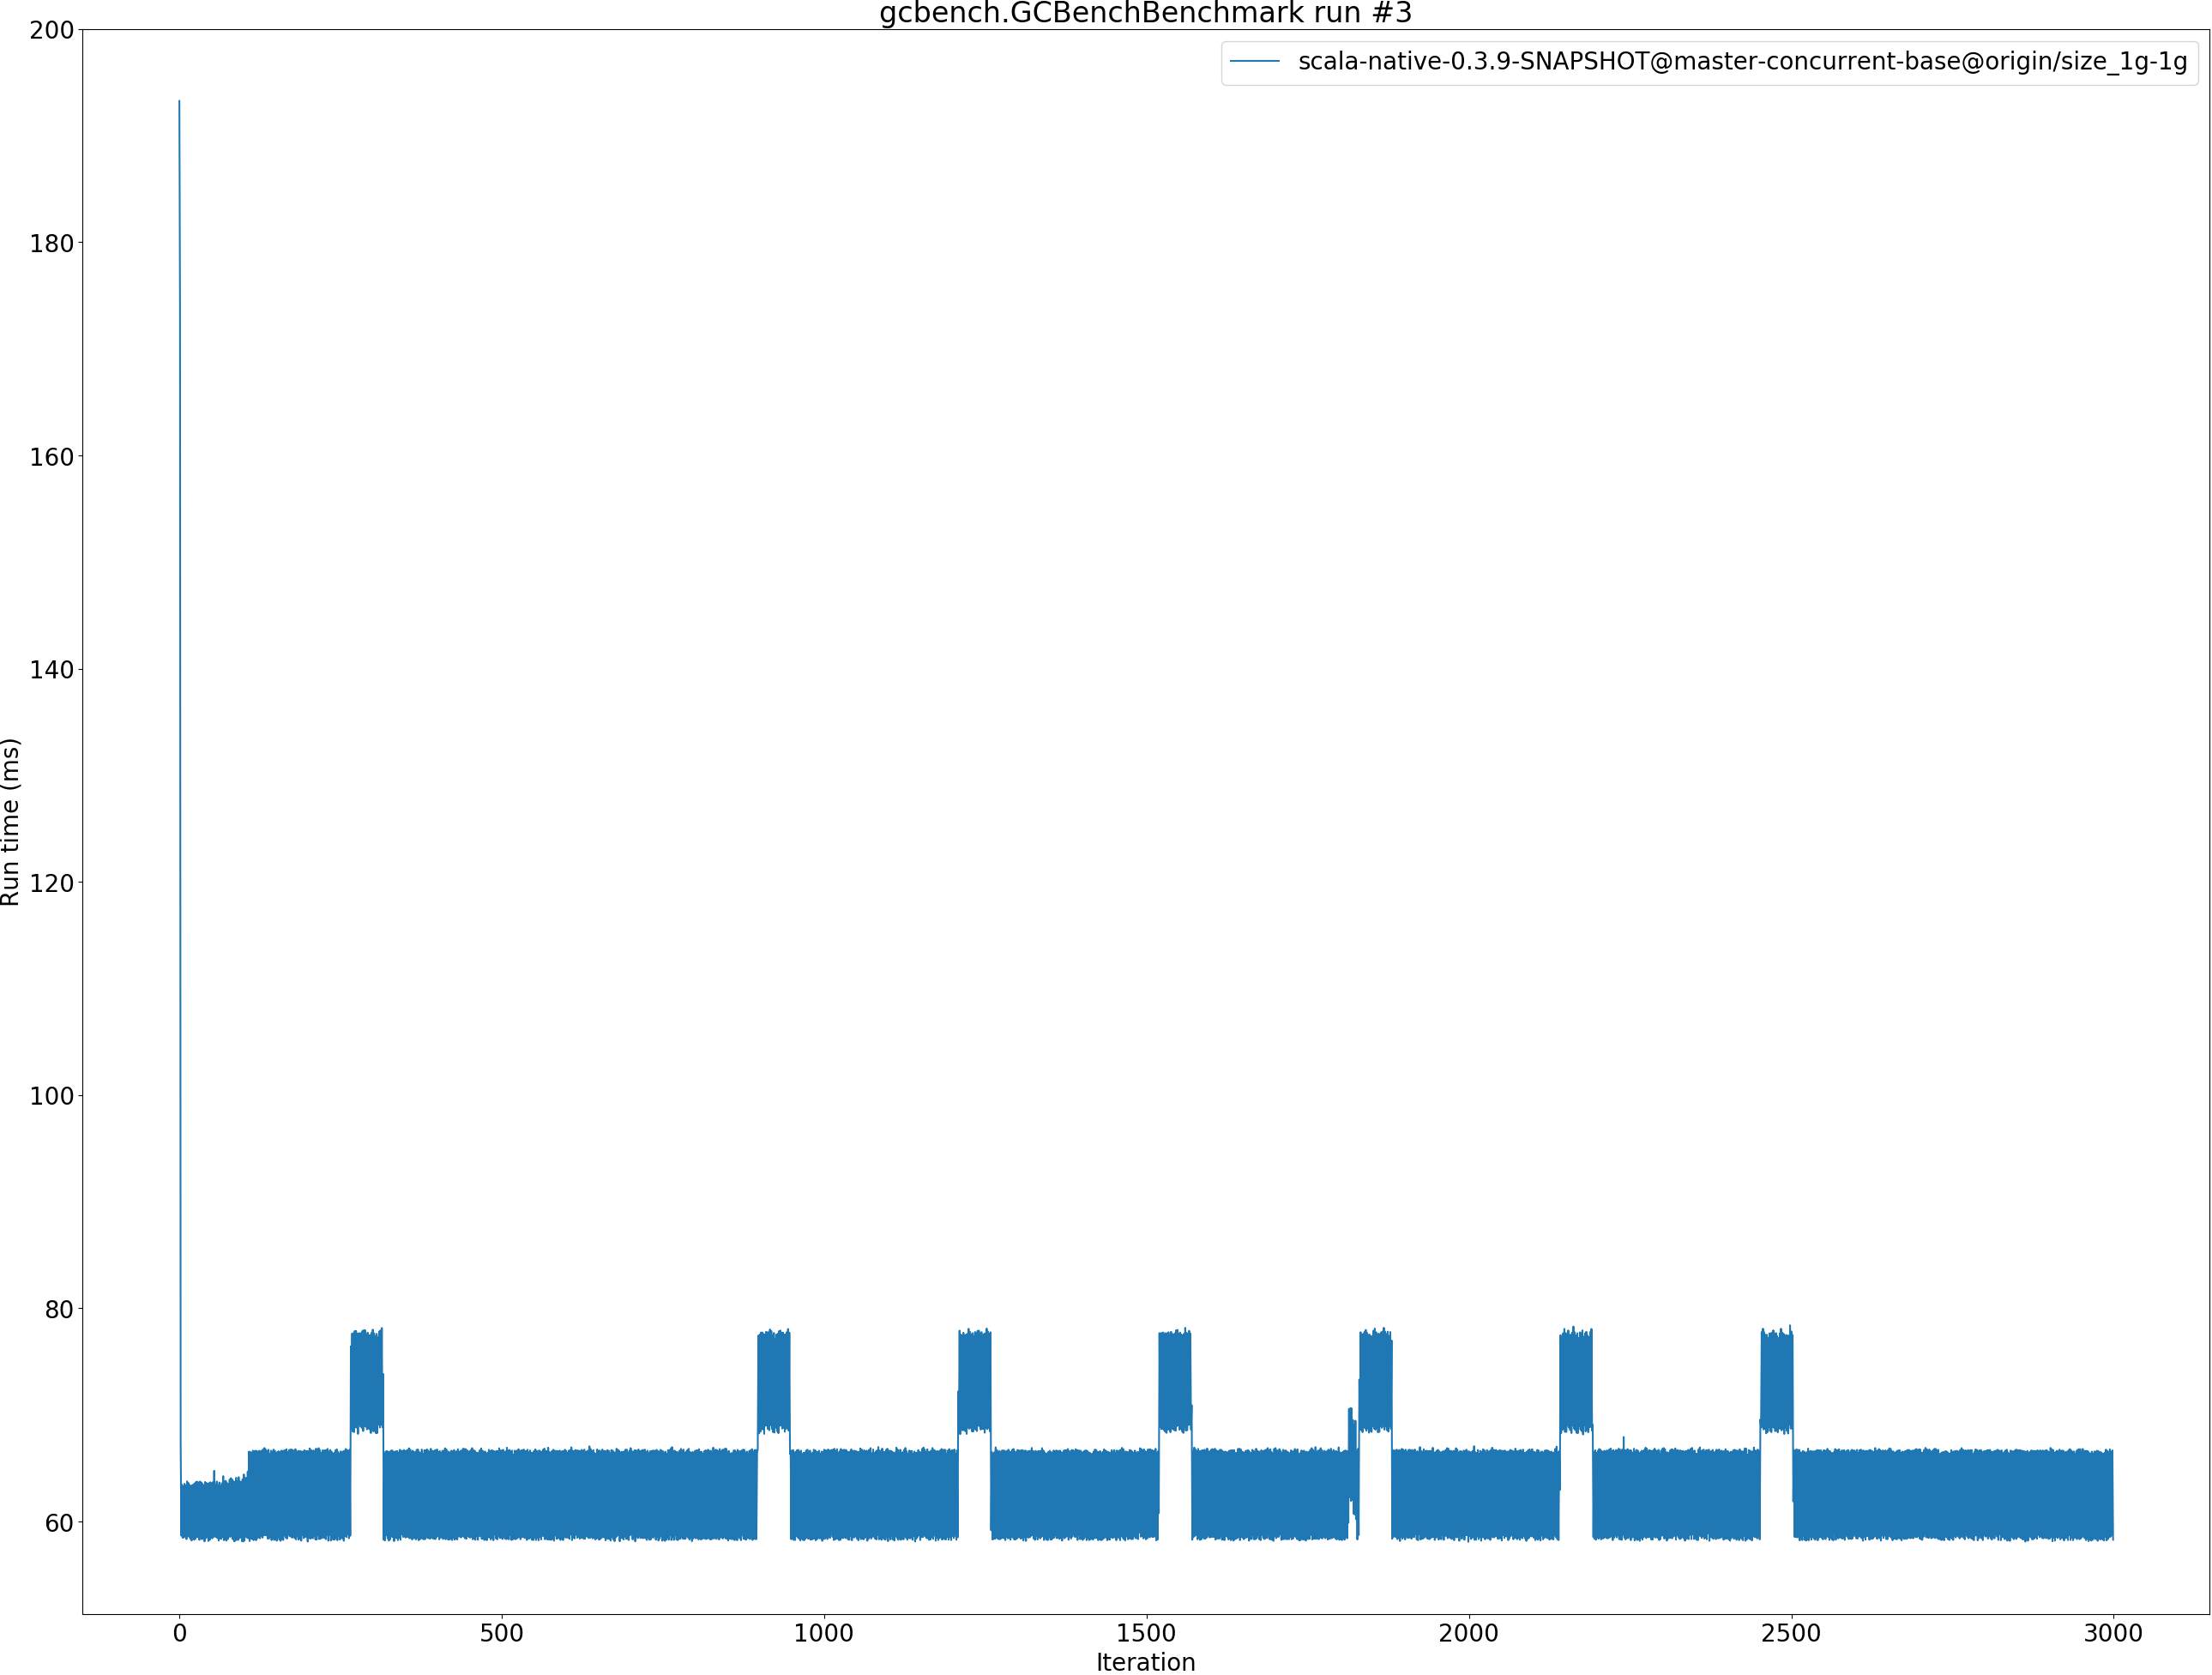 gcbench.GCBenchBenchmark run #3
scala-native-0.3.9-SNAPSHOT@master-concurrent-base@origin/size_1g-1g
Run time (ms)
200
180
160
140
120
100
80
60
0 500 1000 1500 2000 2500 3000
Iteration